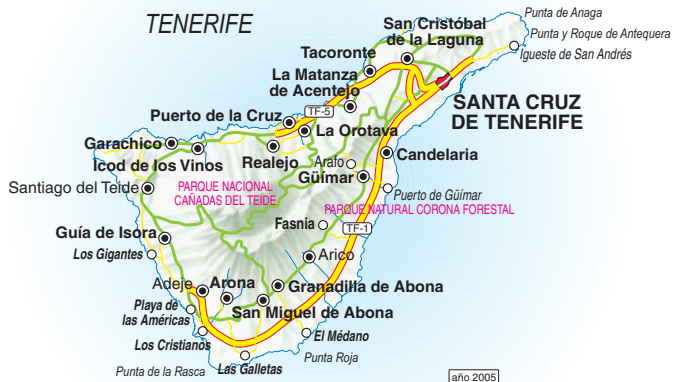 TENERIFE
Punta de Anaga
San Cristóbal
de la Laguna
Punta y Roque de Antequera
Igueste de San Andrés
Tacoronte
La Matanza
de Acentejo
SANTA CRUZ
DE TENERIFE
Puerto de la Cruz
TF-5
La Orotava
Garachico
Icod de los Vinos
Realejo
Arafo
Candelaria
Güímar
Santiago del Teide
PARQUE NACIONAL
CAÑADAS DEL TEIDE
Puerto de Güímar
PARQUE NATURAL CORONA FORESTAL
Fasnia
TF-1
Guía de Isora
Los Gigantes
Arico
Adeje
Arona
Granadilla de Abona
San Miguel de Abona
Playa de
las Américas
Los Cristianos
El Médano
Punta Roja
Punta de la Rasca
Las Galletas
año 2005